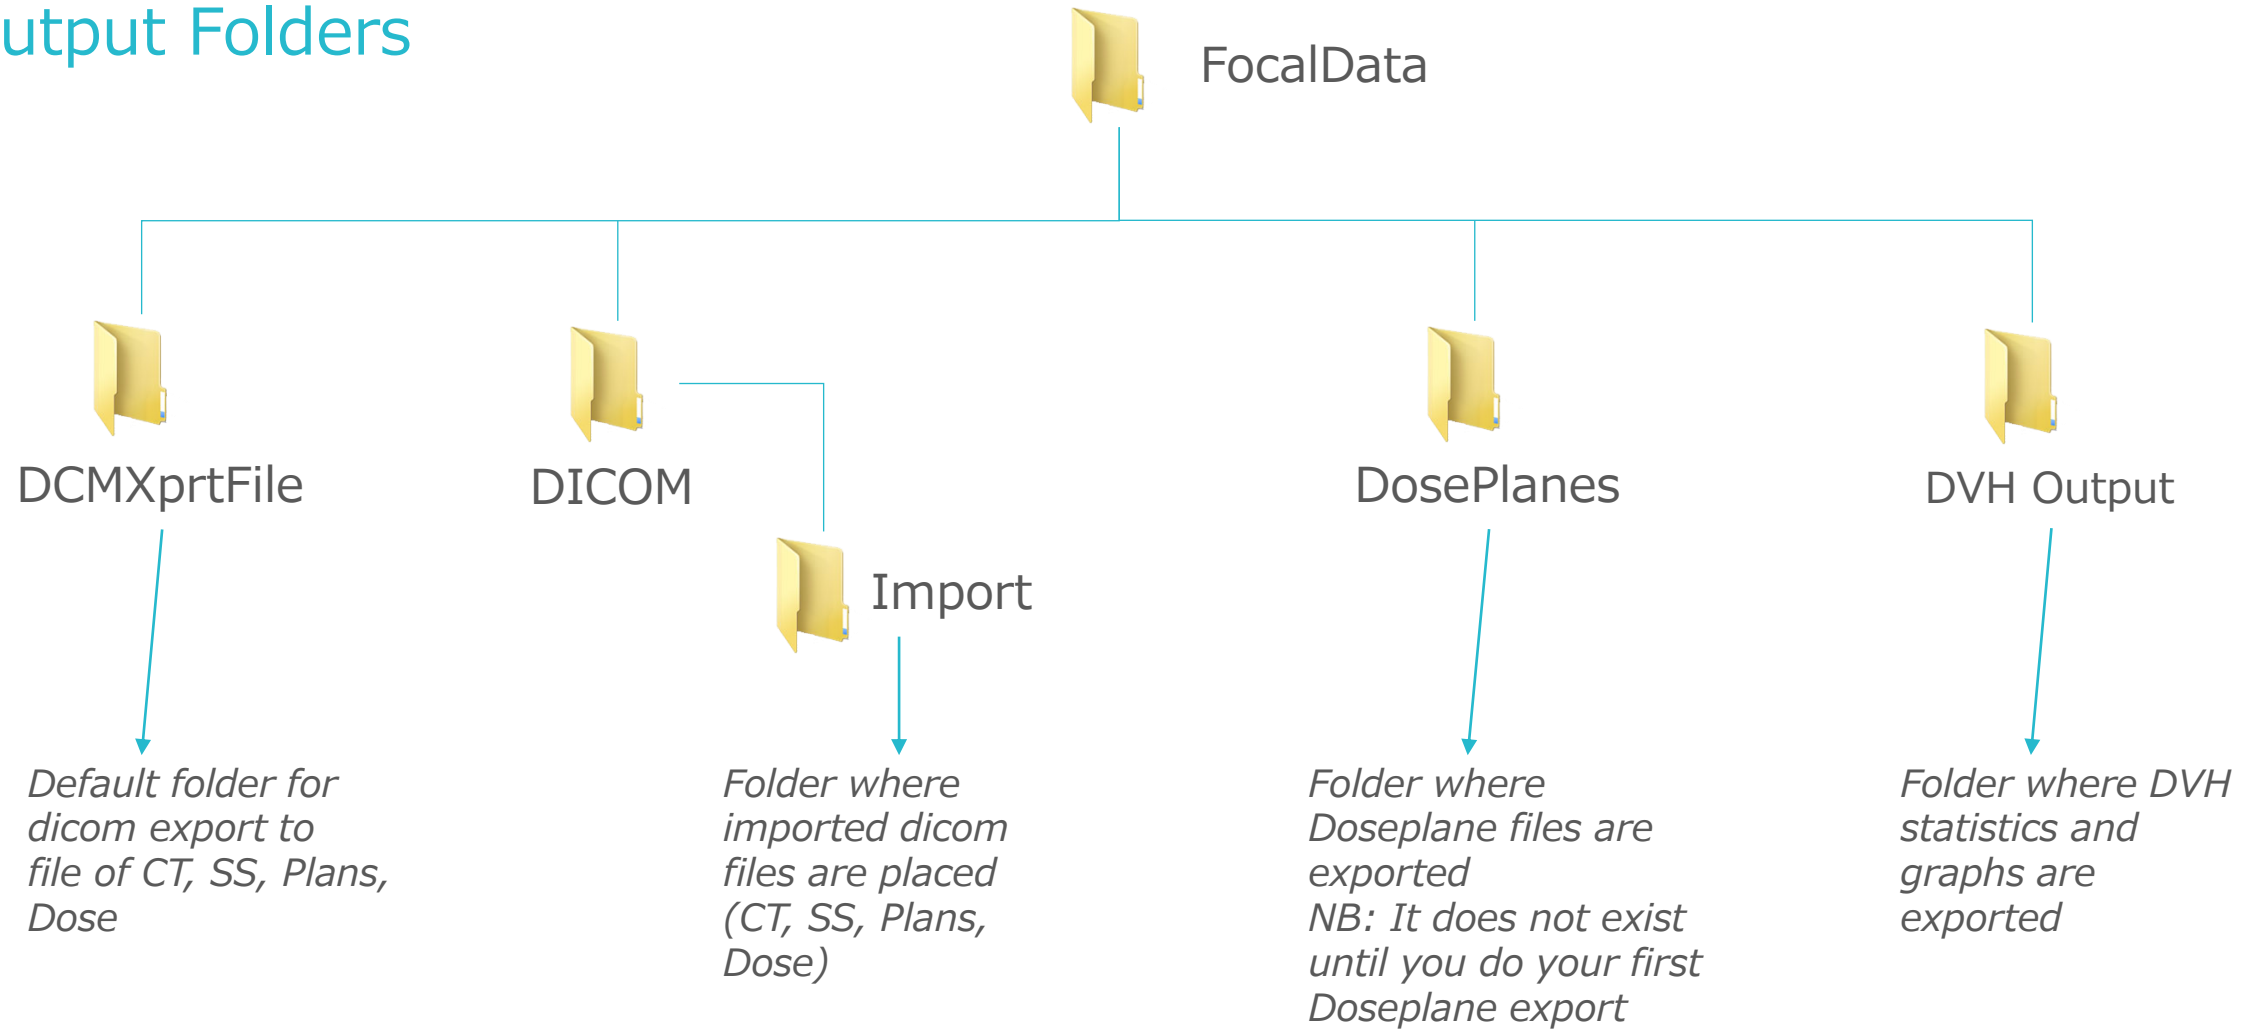 utput Folders
FocalData
DCMXprtFile
DICOM
DosePlanes
DVH Output
Import
Default folder for
dicom export to
file of CT, SS, Plans,
Dose
Folder where
imported dicom
files are placed
(CT, SS, Plans,
Dose)
Folder where
Doseplane files are
exported
NB: It does not exist
until you do your first
Doseplane export
Folder where DVH
statistics and
graphs are
exported